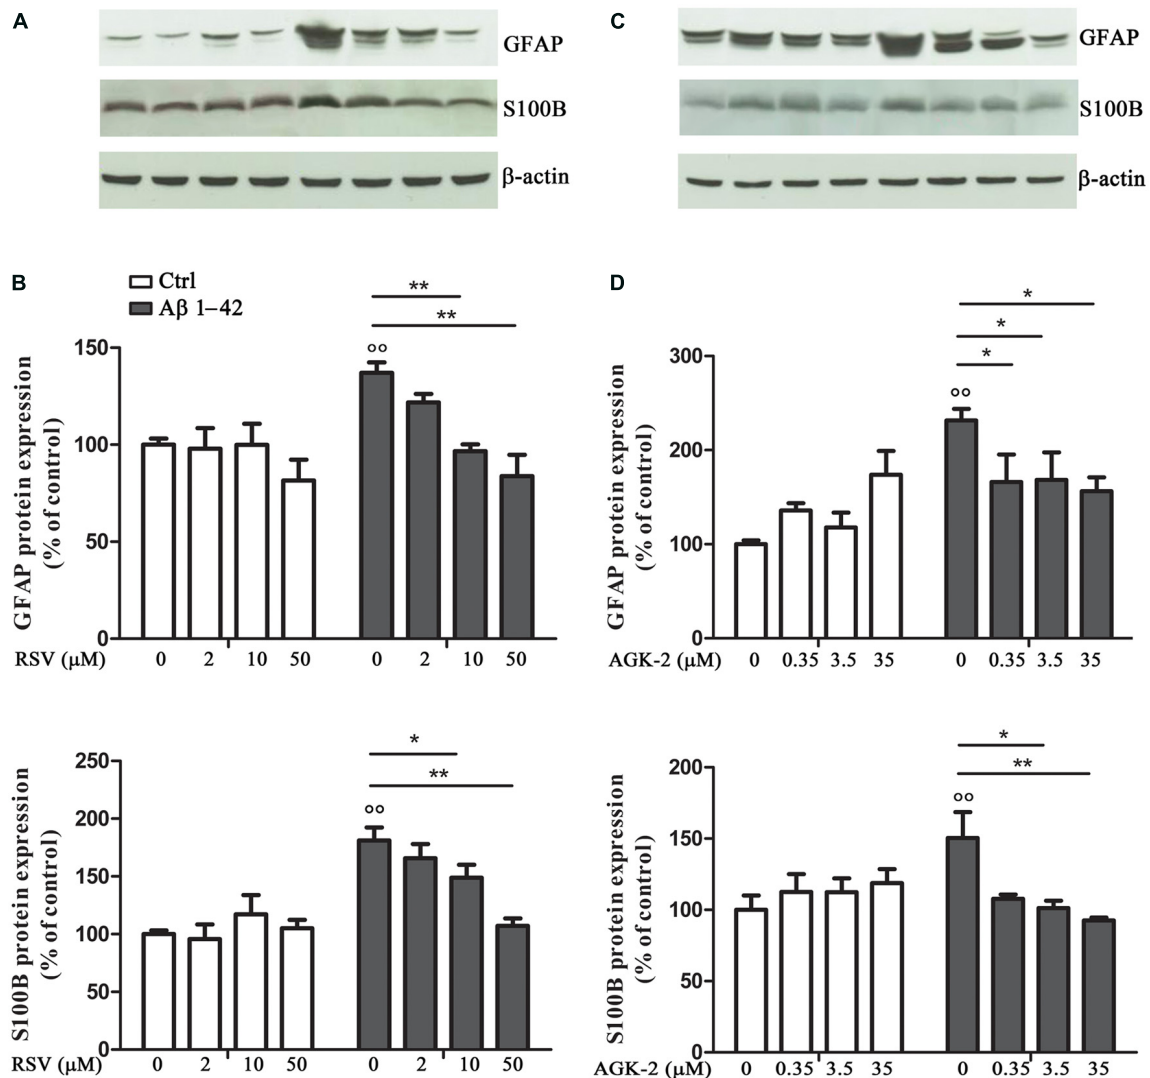 A
GFAP
S100B
β-actin
C
GFAP
S100B
β-actin
B
Ctrl
Aβ 1–42
**
**
°°
150
100
50
0
GFAP protein expression
(% of control)
RSV (μM) 0 2 10 50 0 2 10 50
*
**
°°
250
200
150
100
50
0
S100B protein expression
(% of control)
RSV (μM) 0 2 10 50 0 2 10 50
D
*
*
*
°°
300
200
100
0
GFAP protein expression
(% of control)
AGK-2 (μM) 0 0.35 3.5 35 0 0.35 3.5 35
*
**
°°
200
150
100
50
0
S100B protein expression
(% of control)
AGK-2 (μM) 0 0.35 3.5 35 0 0.35 3.5 35